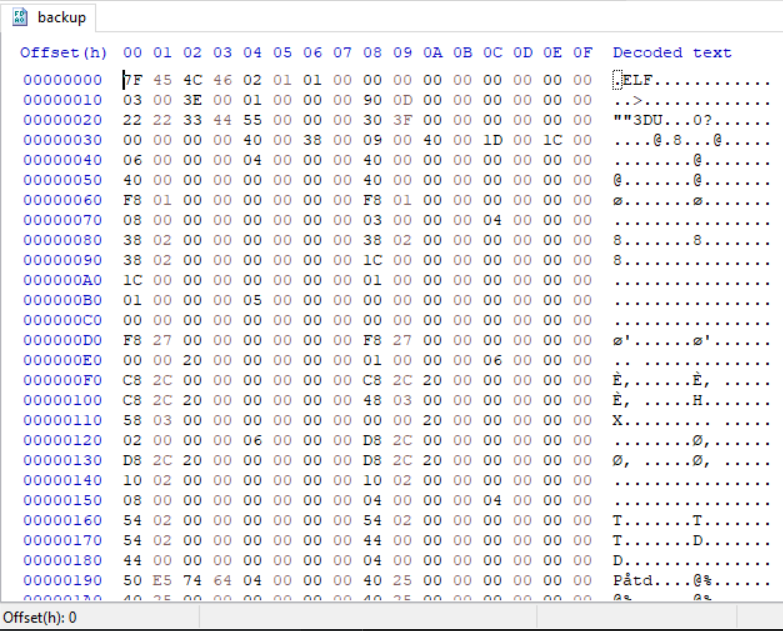 backup
Offset(h) 00 01 02 03 04 05 06 07 08 09 0A 0B 0C 0D 0E 0F Decoded text
00000000 7F 45 4C 46 02 01 01 00 00 00 00 00 00 00 00 00 .ELF............
00000010 03 00 3E 00 01 00 00 00 90 0D 00 00 00 00 00 00 ..>.............
00000020 22 22 33 44 55 00 00 00 30 3F 00 00 00 00 00 00 ""3DU...0?......
00000030 00 00 00 00 40 00 38 00 09 00 40 00 1D 00 1C 00 ....@.8...@.....
00000040 06 00 00 00 04 00 00 00 40 00 00 00 00 00 00 00 ........@.......
00000050 40 00 00 00 00 00 00 00 40 00 00 00 00 00 00 00 @.......@.......
00000060 F8 01 00 00 00 00 00 00 F8 01 00 00 00 00 00 00 ø.......ø.......
00000070 08 00 00 00 00 00 00 00 03 00 00 00 04 00 00 00 ................
00000080 38 02 00 00 00 00 00 00 38 02 00 00 00 00 00 00 8.......8.......
00000090 38 02 00 00 00 00 00 00 1C 00 00 00 00 00 00 00 8...............
000000A0 1C 00 00 00 00 00 00 00 01 00 00 00 00 00 00 00 ................
000000B0 01 00 00 00 05 00 00 00 00 00 00 00 00 00 00 00 ................
000000C0 00 00 00 00 00 00 00 00 00 00 00 00 00 00 00 00 ................
000000D0 F8 27 00 00 00 00 00 00 F8 27 00 00 00 00 00 00 ø'......ø'......
000000E0 00 00 20 00 00 00 00 00 01 00 00 00 06 00 00 00 .. .............
000000F0 C8 2C 00 00 00 00 00 00 C8 2C 20 00 00 00 00 00 È,......È, .....
00000100 C8 2C 20 00 00 00 00 00 48 03 00 00 00 00 00 00 È, .....H.......
00000110 58 03 00 00 00 00 00 00 00 00 20 00 00 00 00 00 X......... .....
00000120 02 00 00 00 06 00 00 00 D8 2C 00 00 00 00 00 00 ........Ø,......
00000130 D8 2C 20 00 00 00 00 00 D8 2C 20 00 00 00 00 00 Ø, .....Ø, .....
00000140 10 02 00 00 00 00 00 00 10 02 00 00 00 00 00 00 ................
00000150 08 00 00 00 00 00 00 00 04 00 00 00 04 00 00 00 ................
00000160 54 02 00 00 00 00 00 00 54 02 00 00 00 00 00 00 T.......T.......
00000170 54 02 00 00 00 00 00 00 44 00 00 00 00 00 00 00 T.......D.......
00000180 44 00 00 00 00 00 00 00 04 00 00 00 00 00 00 00 D...............
00000190 50 E5 74 64 04 00 00 00 40 25 00 00 00 00 00 00 Påtd....@%......
Offset(h): 0